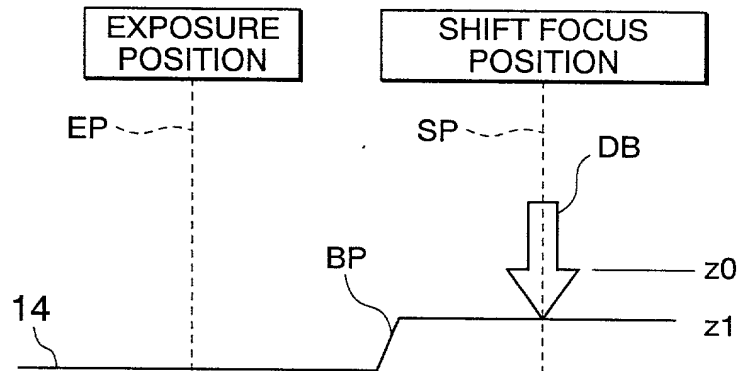 EXPOSURE
POSITION
SHIFT FOCUS
POSITION
EP
SP
DB
BP
z0
14
z1